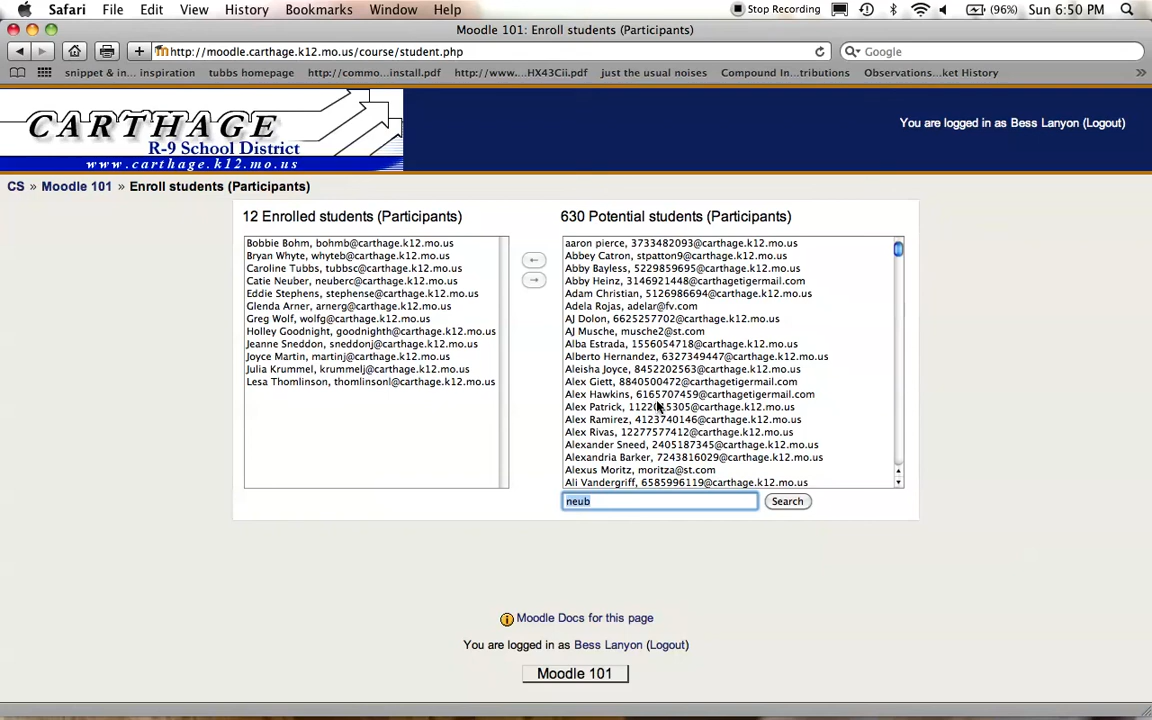 Safari File Edit View History Bookmarks Window Help Stop Recording (96%) Sun 6:50 PM
Moodle 101: Enroll students (Participants)
http://moodle.carthage.k12.mo.us/course/student.php Google
snippet & in... inspiration tubbs homepage http://commo...install.pdf http://www....HX43Cii.pdf just the usual noises Compound In...tributions Observations...ket History
CARTHAGE
R-9 School District
www.carthage.k12.mo.us
You are logged in as Bess Lanyon (Logout)
CS » Moodle 101 » Enroll students (Participants)
12 Enrolled students (Participants)
Bobbie Bohm, bohmb@carthage.k12.mo.us
Bryan Whyte, whyteb@carthage.k12.mo.us
Caroline Tubbs, tubbsc@carthage.k12.mo.us
Catie Neuber, neuberc@carthage.k12.mo.us
Eddie Stephens, stephense@carthage.k12.mo.us
Glenda Arner, arnerg@carthage.k12.mo.us
Greg Wolf, wolfg@carthage.k12.mo.us
Holley Goodnight, goodnighth@carthage.k12.mo.us
Jeanne Sneddon, sneddonj@carthage.k12.mo.us
Joyce Martin, martinj@carthage.k12.mo.us
Julia Krummel, krummelj@carthage.k12.mo.us
Lesa Thomlinson, thomlinsonl@carthage.k12.mo.us
630 Potential students (Participants)
aaron pierce, 3733482093@carthage.k12.mo.us
Abbey Catron, stpatton9@carthage.k12.mo.us
Abby Bayless, 5229859695@carthage.k12.mo.us
Abby Heinz, 3146921448@carthagetigermail.com
Adam Christian, 5126986694@carthage.k12.mo.us
Adela Rojas, adelar@fv.com
AJ Dolon, 6625257702@carthage.k12.mo.us
AJ Musche, musche2@st.com
Alba Estrada, 1556054718@carthage.k12.mo.us
Alberto Hernandez, 6327349447@carthage.k12.mo.us
Aleisha Joyce, 8452202563@carthage.k12.mo.us
Alex Giett, 8840500472@carthagetigermail.com
Alex Hawkins, 6165707459@carthagetigermail.com
Alex Patrick,
Alex Ramirez, 4123740146@carthage.k12.mo.us
Alex Rivas, 12277577412@carthage.k12.mo.us
Alexander Sneed, 2405187345@carthage.k12.mo.us
Alexandria Barker, 7243816029@carthage.k12.mo.us
Alexus Moritz, moritza@st.com
Ali Vandergriff, 6585996119@carthage.k12.mo.us
neub Search
Moodle Docs for this page
You are logged in as Bess Lanyon (Logout)
Moodle 101